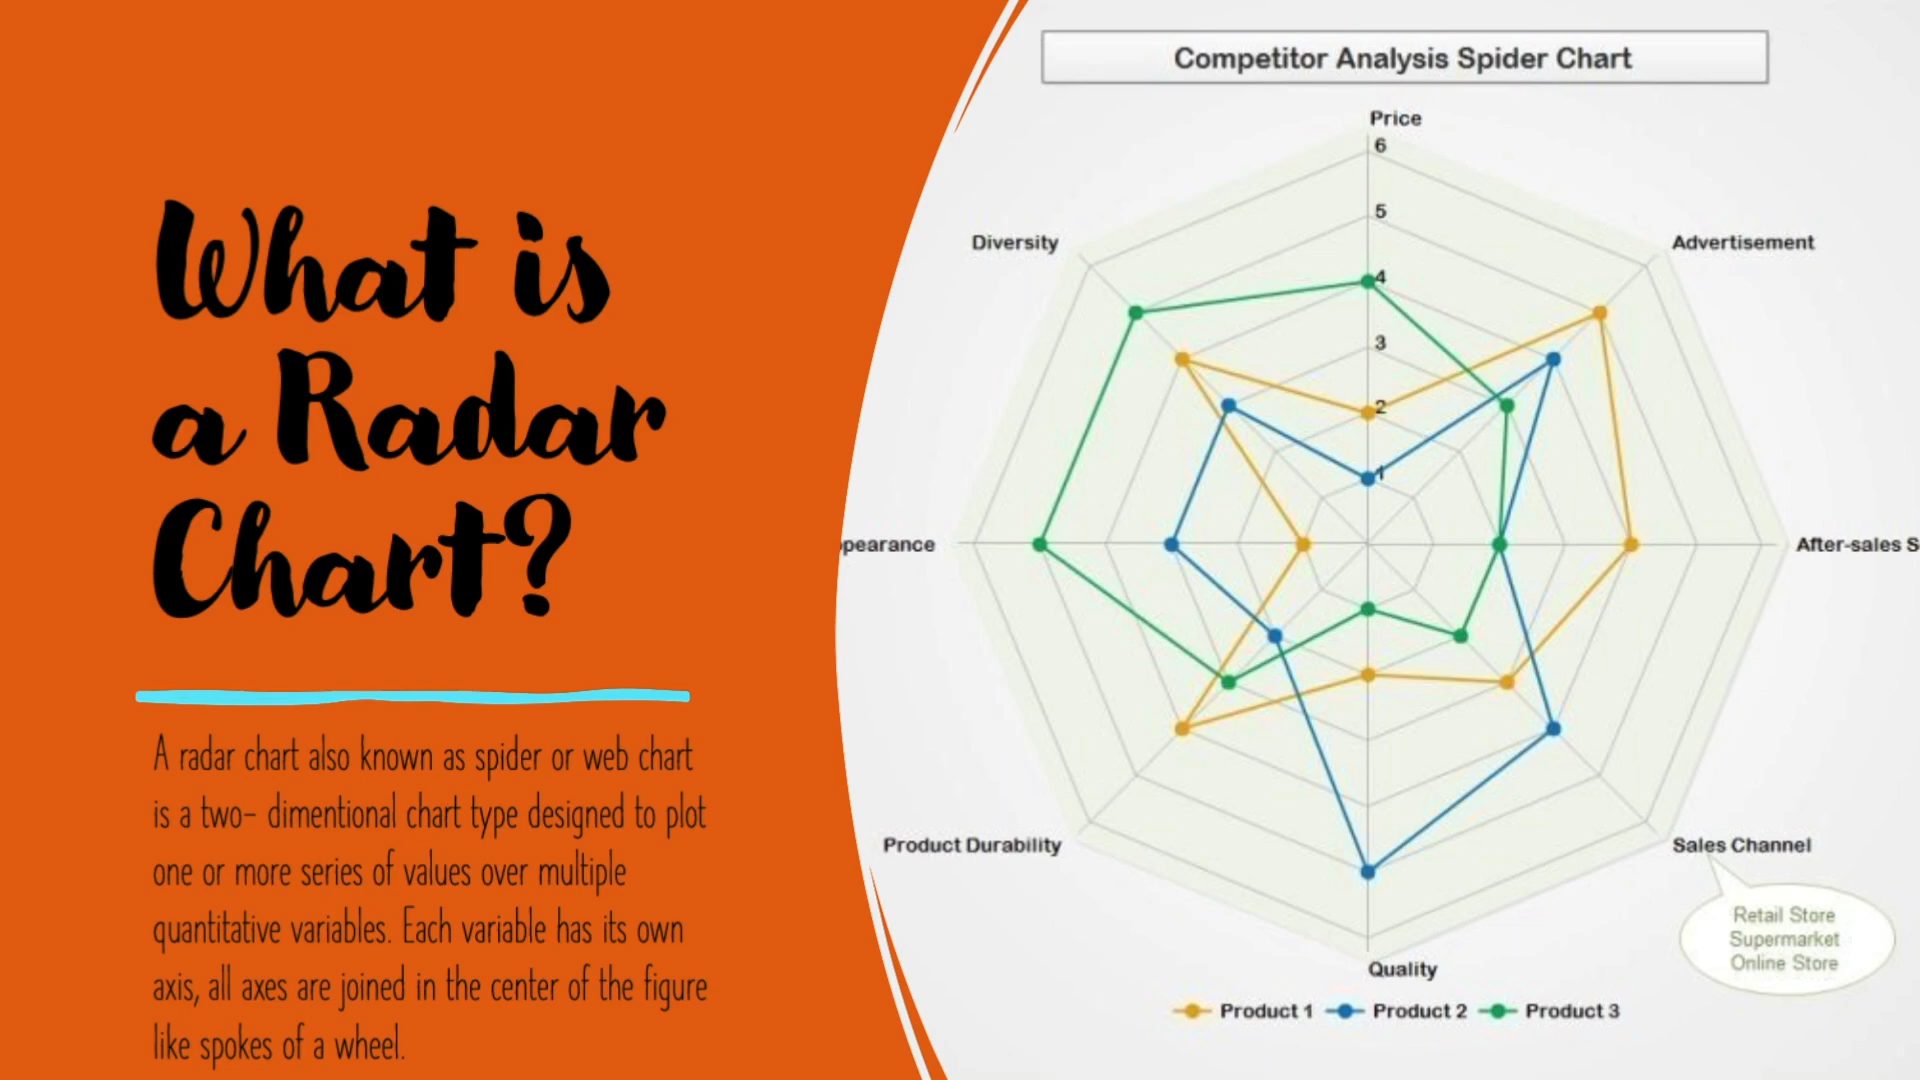 What is
a Radar
Chart?
A radar chart also known as spider or web chart
is a two- dimentional chart type designed to plot
one or more series of values over multiple
quantitative variables. Each variable has its own
axis, all axes are joined in the center of the figure
like spokes of a wheel.
Competitor Analysis Spider Chart
Price
6
5
4
3
2
1
Diversity
Advertisement
pearance
After-sales S
Product Durability
Sales Channel
Retail Store
Supermarket
Online Store
Quality
Product 1 Product 2 Product 3